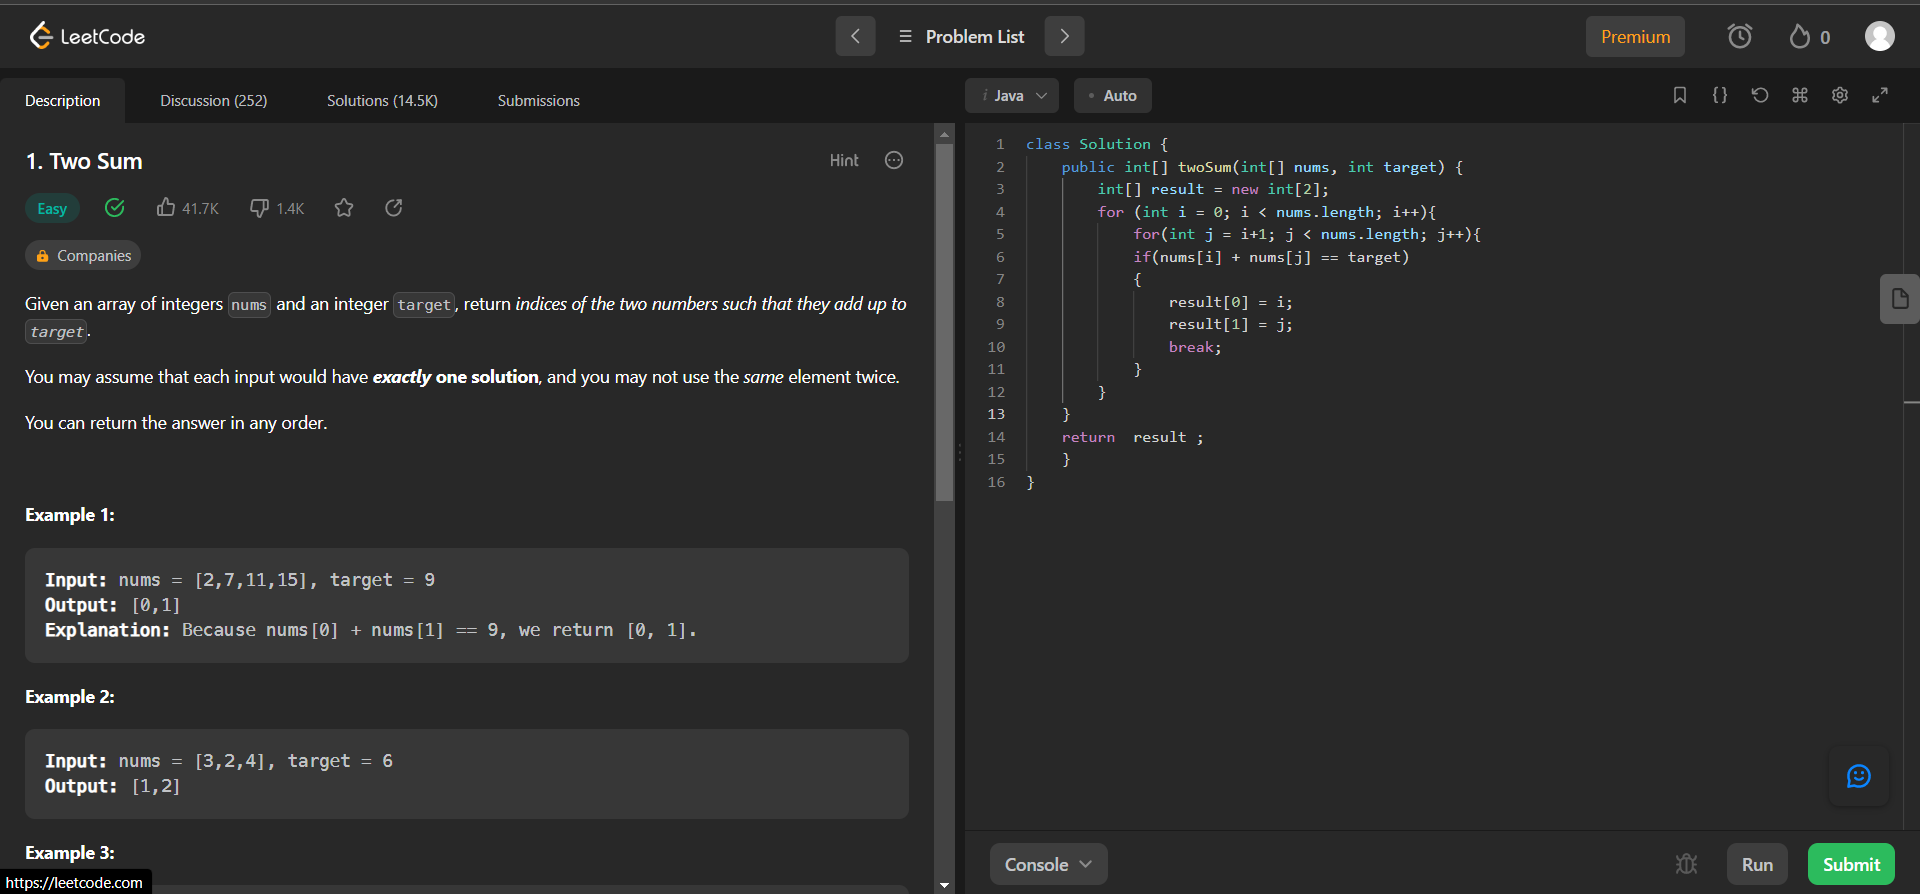 LeetCode
Problem List
Premium
0
Description
Discussion (252)
Solutions (14.5K)
Submissions
1. Two Sum
Hint
Easy
41.7K
1.4K
Companies
Given an array of integers nums and an integer target, return indices of the two numbers such that they add up to
target.
You may assume that each input would have exactly one solution, and you may not use the same element twice.
You can return the answer in any order.
Example 1:
Input: nums = [2,7,11,15], target = 9
Output: [0,1]
Explanation: Because nums[0] + nums[1] == 9, we return [0, 1].
Example 2:
Input: nums = [3,2,4], target = 6
Output: [1,2]
Example 3:
https://leetcode.com
i Java
• Auto
1 class Solution {
2 public int[] twoSum(int[] nums, int target) {
3 int[] result = new int[2];
4 for (int i = 0; i < nums.length; i++){
5 for(int j = i+1; j < nums.length; j++){
6 if(nums[i] + nums[j] == target)
7 {
8 result[0] = i;
9 result[1] = j;
10 break;
11 }
12 }
13 }
14 return  result ;
15 }
16 }
Console
Run
Submit